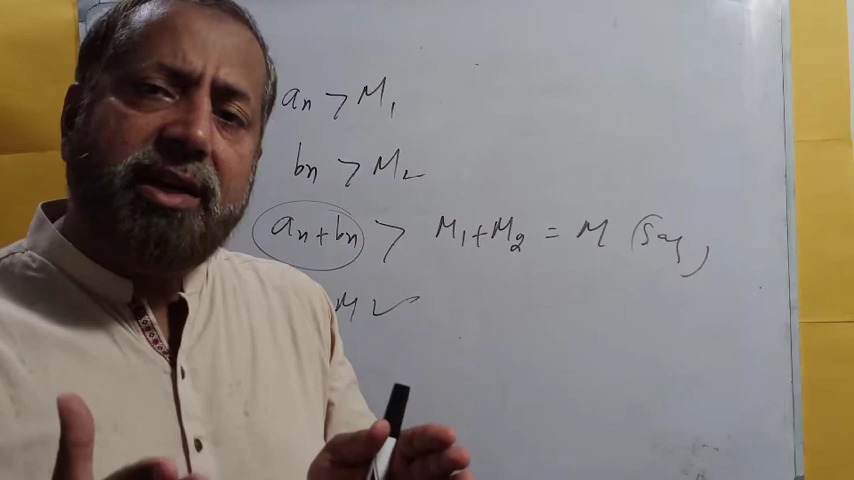 an > M1
bn > M2
an + bn > M1 + M2 = M (Say)
M ✓